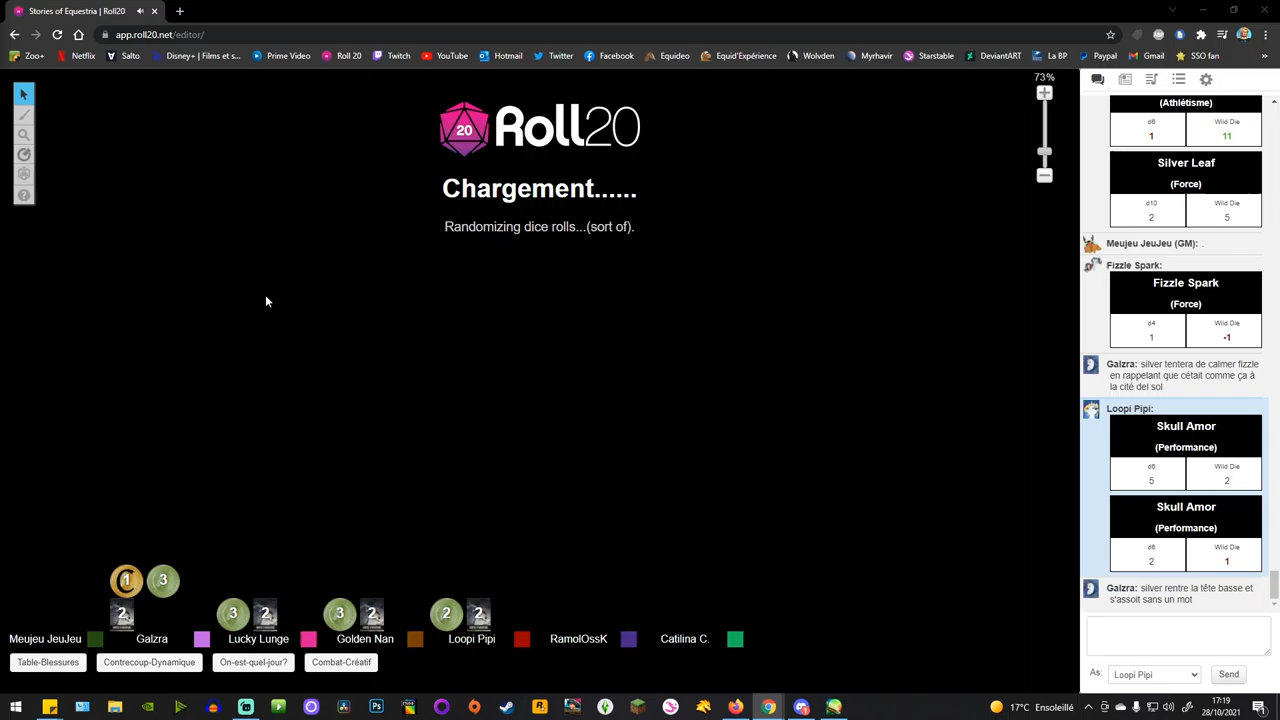 Stories of Equestria | Roll20
app.roll20.net/editor/
Zoo+
Netflix
Salto
Disney+ | Films et s...
Prime Video
Roll 20
Twitch
YouTube
Hotmail
Twitter
Facebook
Equideo
Equid'Expérience
Wolvden
Myrhavir
Starstable
DeviantART
La BP
Paypal
Gmail
SSO fan
73%
20
Roll20
Chargement......
Randomizing dice rolls...(sort of).
(Athlétisme)
d6 Wild Die
1 11
Silver Leaf
(Force)
d10 Wild Die
2 5
Meujeu JeuJeu (GM): .
Fizzle Spark:
Fizzle Spark
(Force)
d4 Wild Die
1 -1
Galzra: silver tentera de calmer fizzle
en rappelant que cétait comme ça à
la cité del sol
Loopi Pipi:
Skull Amor
(Performance)
d6 Wild Die
5 2
Skull Amor
(Performance)
d6 Wild Die
2 1
Galzra: silver rentre la tête basse et
s'assoit sans un mot
As: Loopi Pipi Send
1 3
2 3 2 3 2 2 2
Meujeu JeuJeu Galzra Lucky Lunge Golden Nan Loopi Pipi RamolOssK Catilina C.
Table-Blessures Contrecoup-Dynamique On-est-quel-jour? Combat-Créatif
Ps
17°C Ensoleillé
17:19
28/10/2021